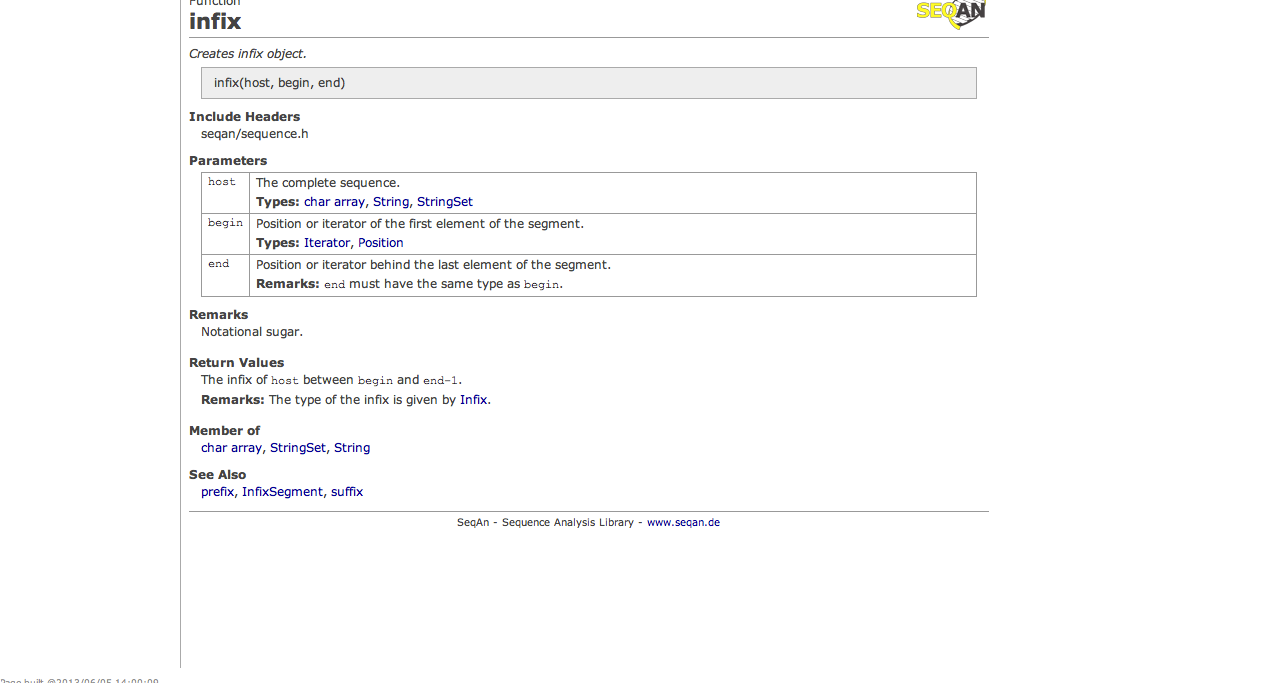 Function
infix
SEQAN
Creates infix object.
infix(host, begin, end)
Include Headers
seqan/sequence.h
Parameters
host The complete sequence.
Types: char array, String, StringSet
begin Position or iterator of the first element of the segment.
Types: Iterator, Position
end Position or iterator behind the last element of the segment.
Remarks: end must have the same type as begin.
Remarks
Notational sugar.
Return Values
The infix of host between begin and end-1.
Remarks: The type of the infix is given by Infix.
Member of
char array, StringSet, String
See Also
prefix, InfixSegment, suffix
SeqAn - Sequence Analysis Library - www.seqan.de
Page built @2013/06/05 14:00:09